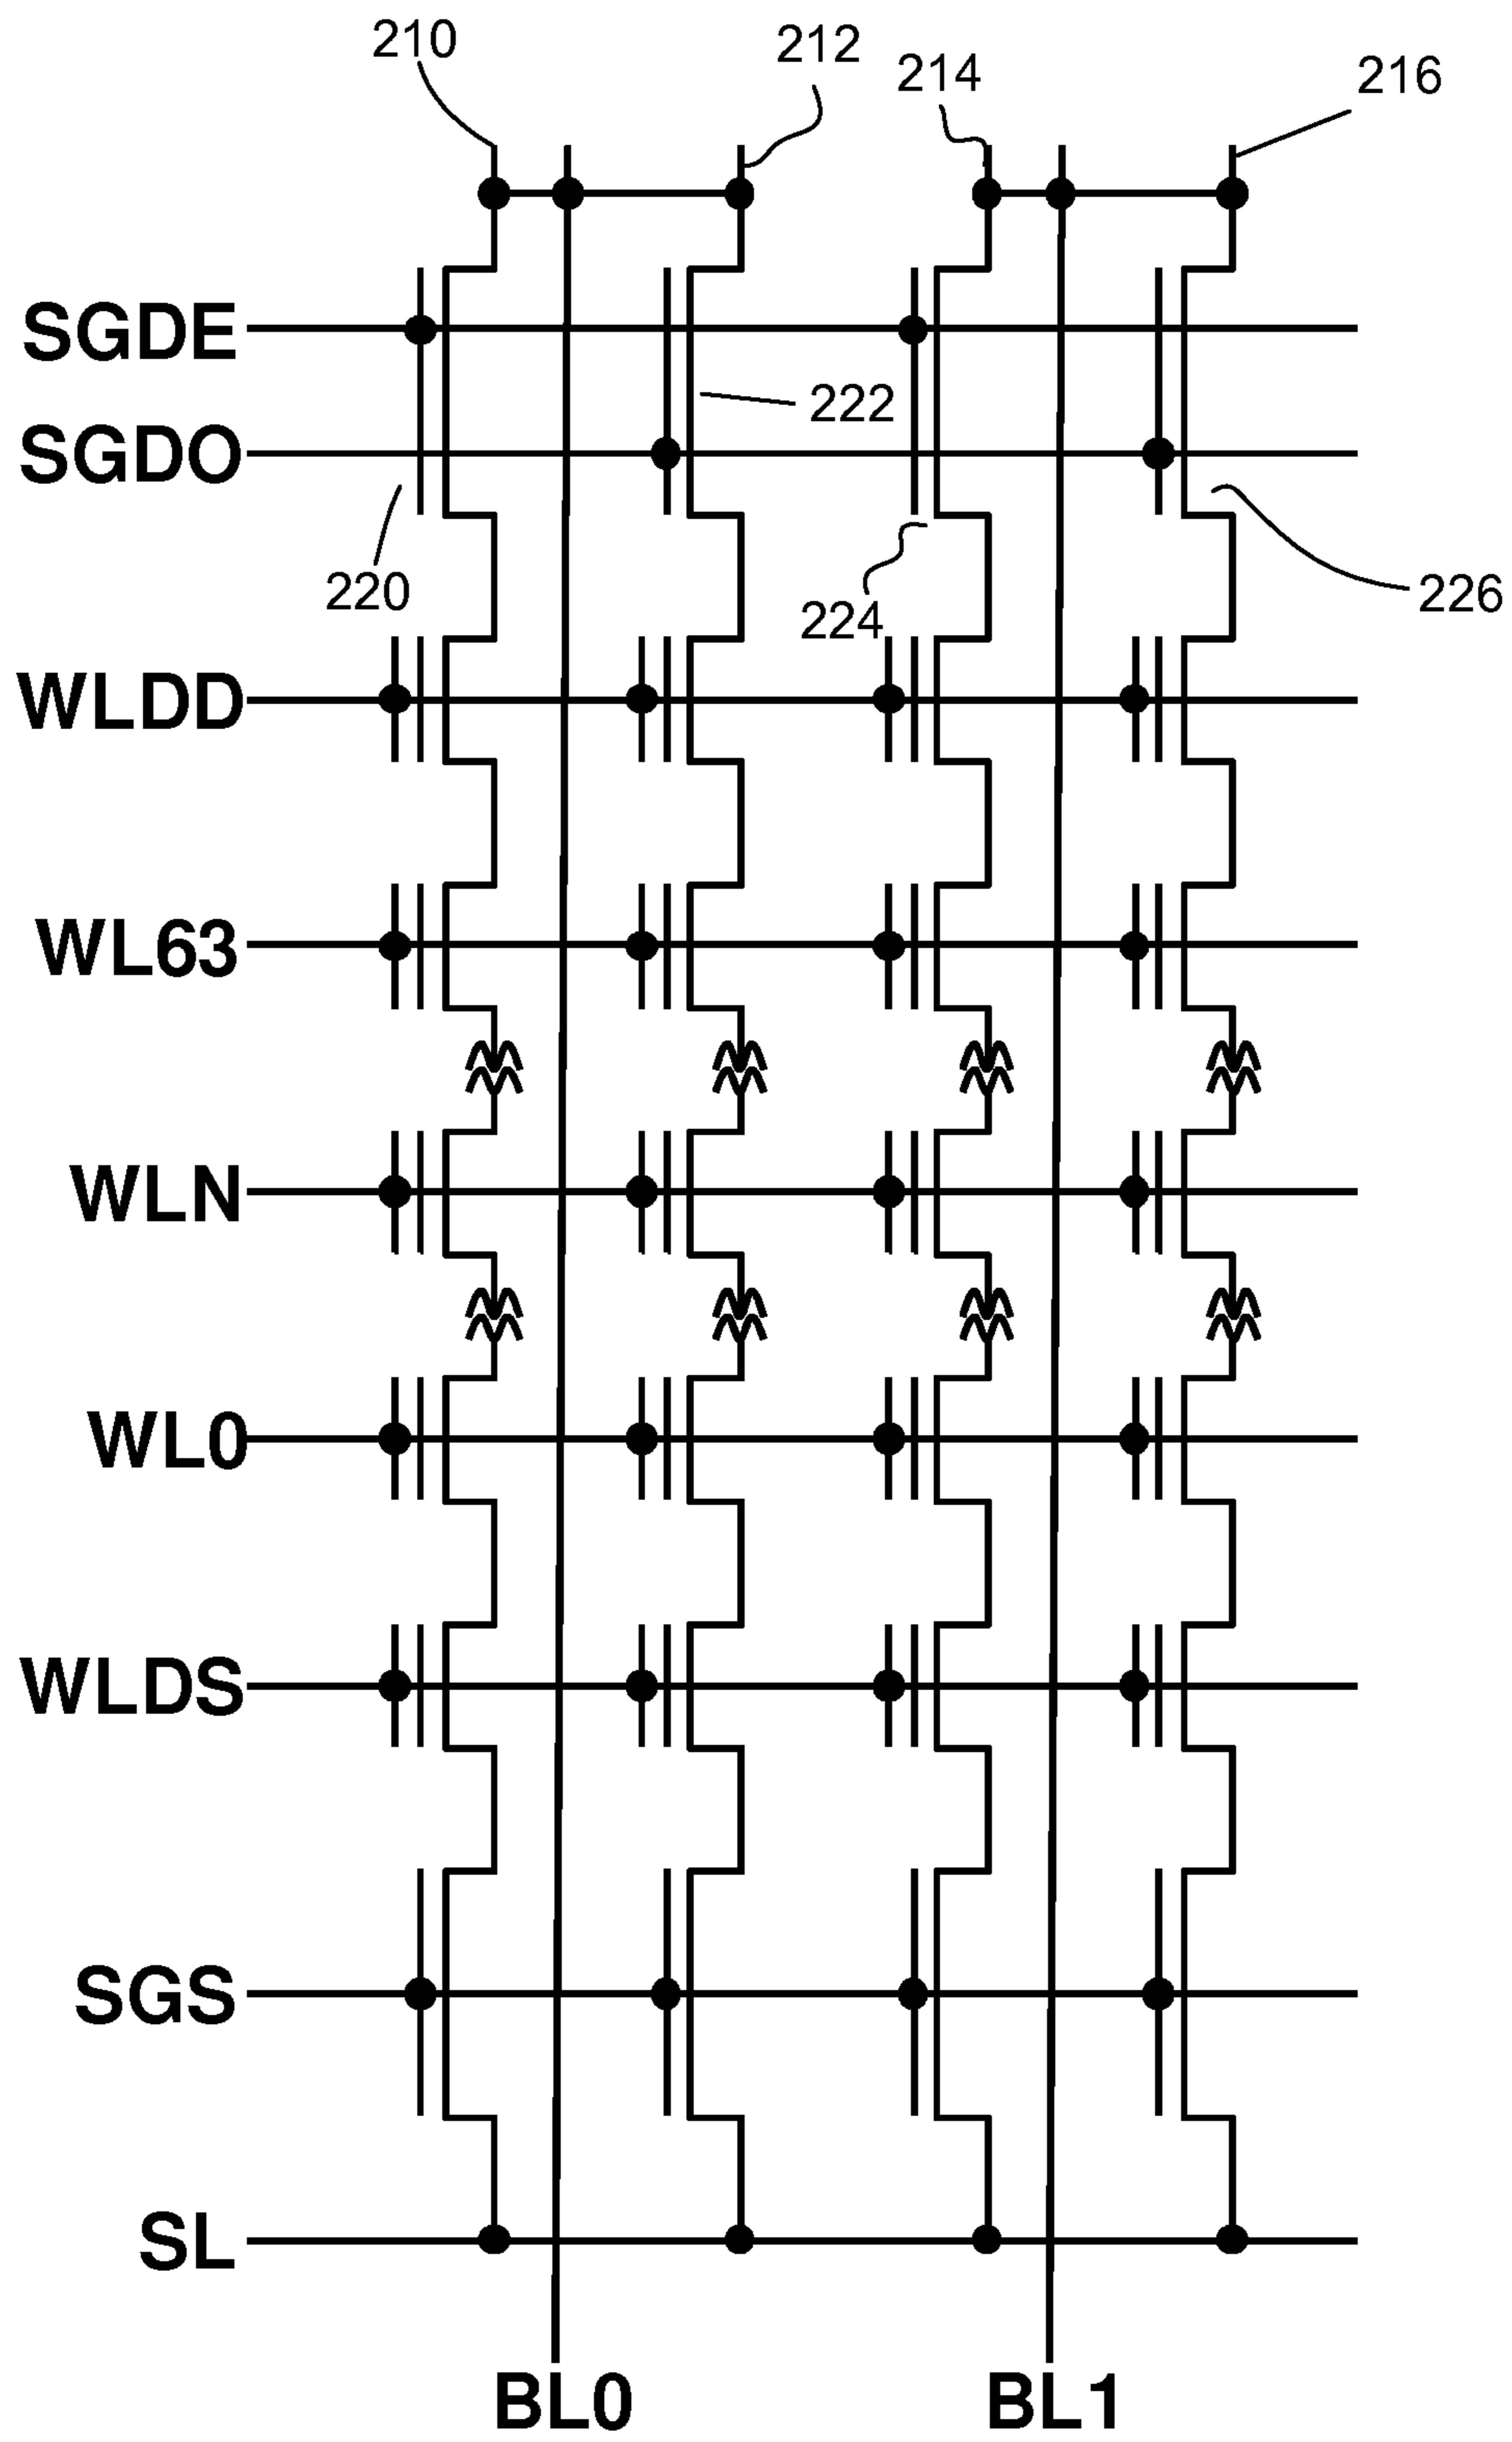 210
212
214
216
SGDE
222
SGDO
220
224
226
WLDD
WL63
WLN
WL0
WLDS
SGS
SL
BL0
BL1